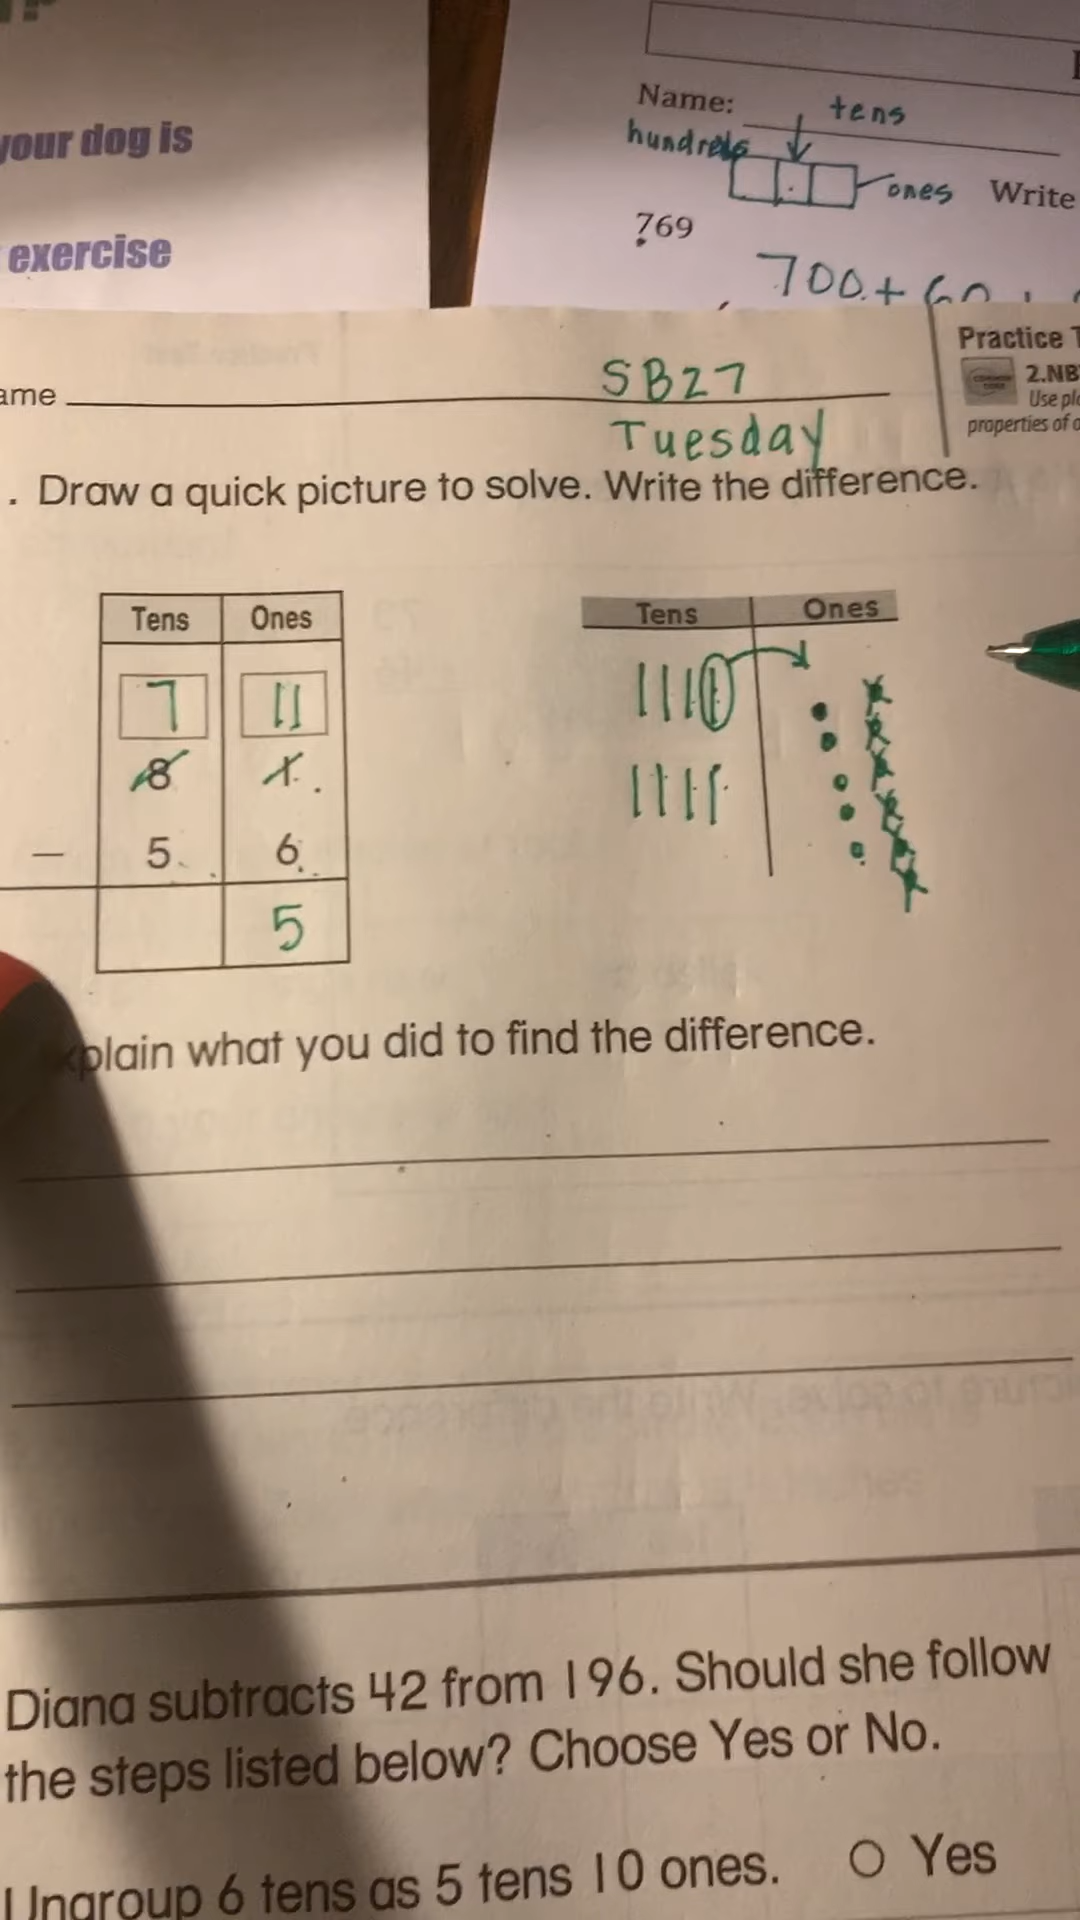 your dog is
exercise
Name:
tens
hundreds
ones
Write
769
700 +
ame
SB27
Tuesday
Practice
2.NB
Use pl
properties of
. Draw a quick picture to solve. Write the difference.
Tens Ones
7 11
8 1
- 5 6
5
Tens Ones
plain what you did to find the difference.
Diana subtracts 42 from 196. Should she follow
the steps listed below? Choose Yes or No.
Ungroup 6 tens as 5 tens 10 ones. Yes